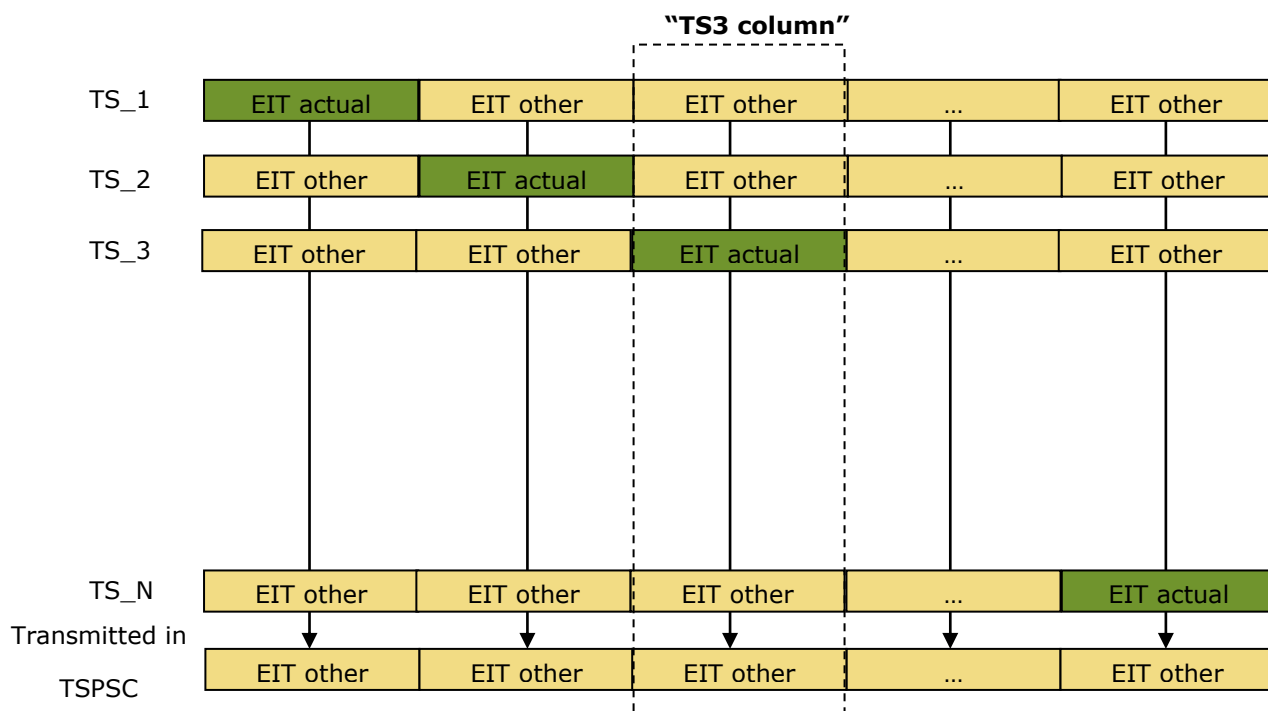 “TS3 column”
TS_1 EIT actual EIT other EIT other ... EIT other
TS_2 EIT other EIT actual EIT other ... EIT other
TS_3 EIT other EIT other EIT actual ... EIT other
TS_N EIT other EIT other EIT other ... EIT actual
Transmitted in
EIT other EIT other EIT other ... EIT other
TSPSC